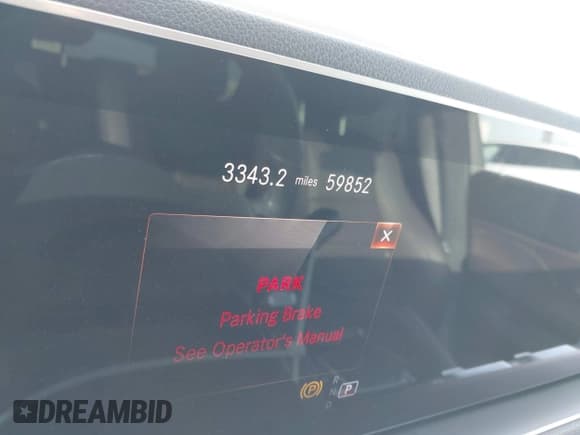 3343.2 miles 59852
X
PARK
Parking Brake
See Operator's Manual
R
(P) N P
D
DREAMBID